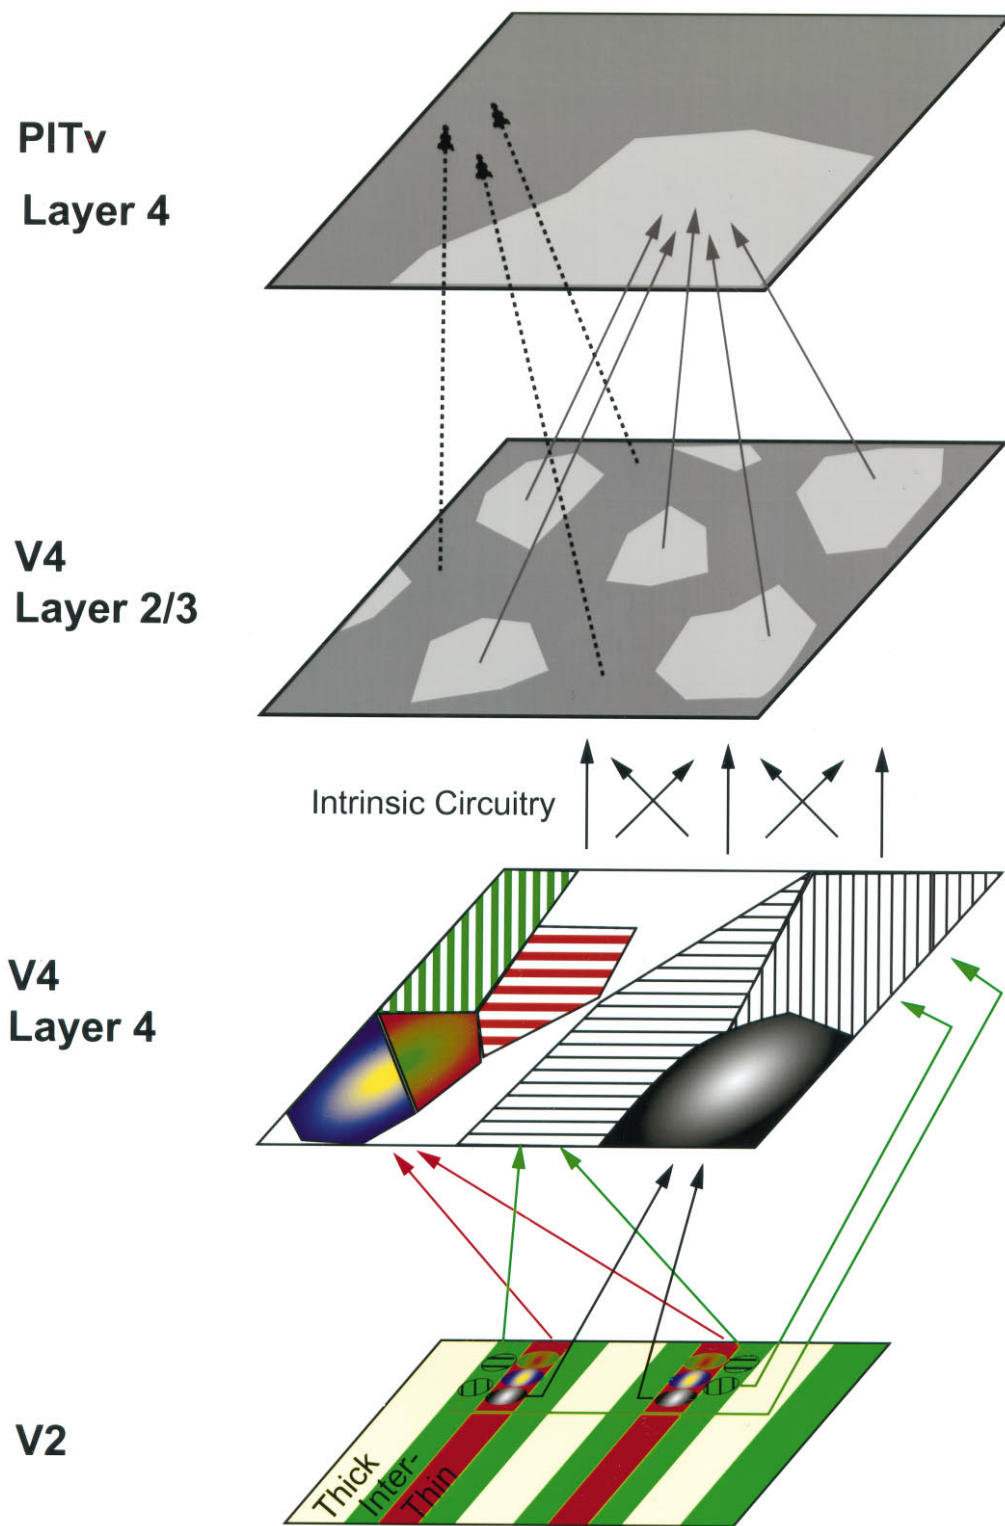 PITv
Layer 4
V4
Layer 2/3
Intrinsic Circuitry
V4
Layer 4
V2
Thick
Inter-
Thin